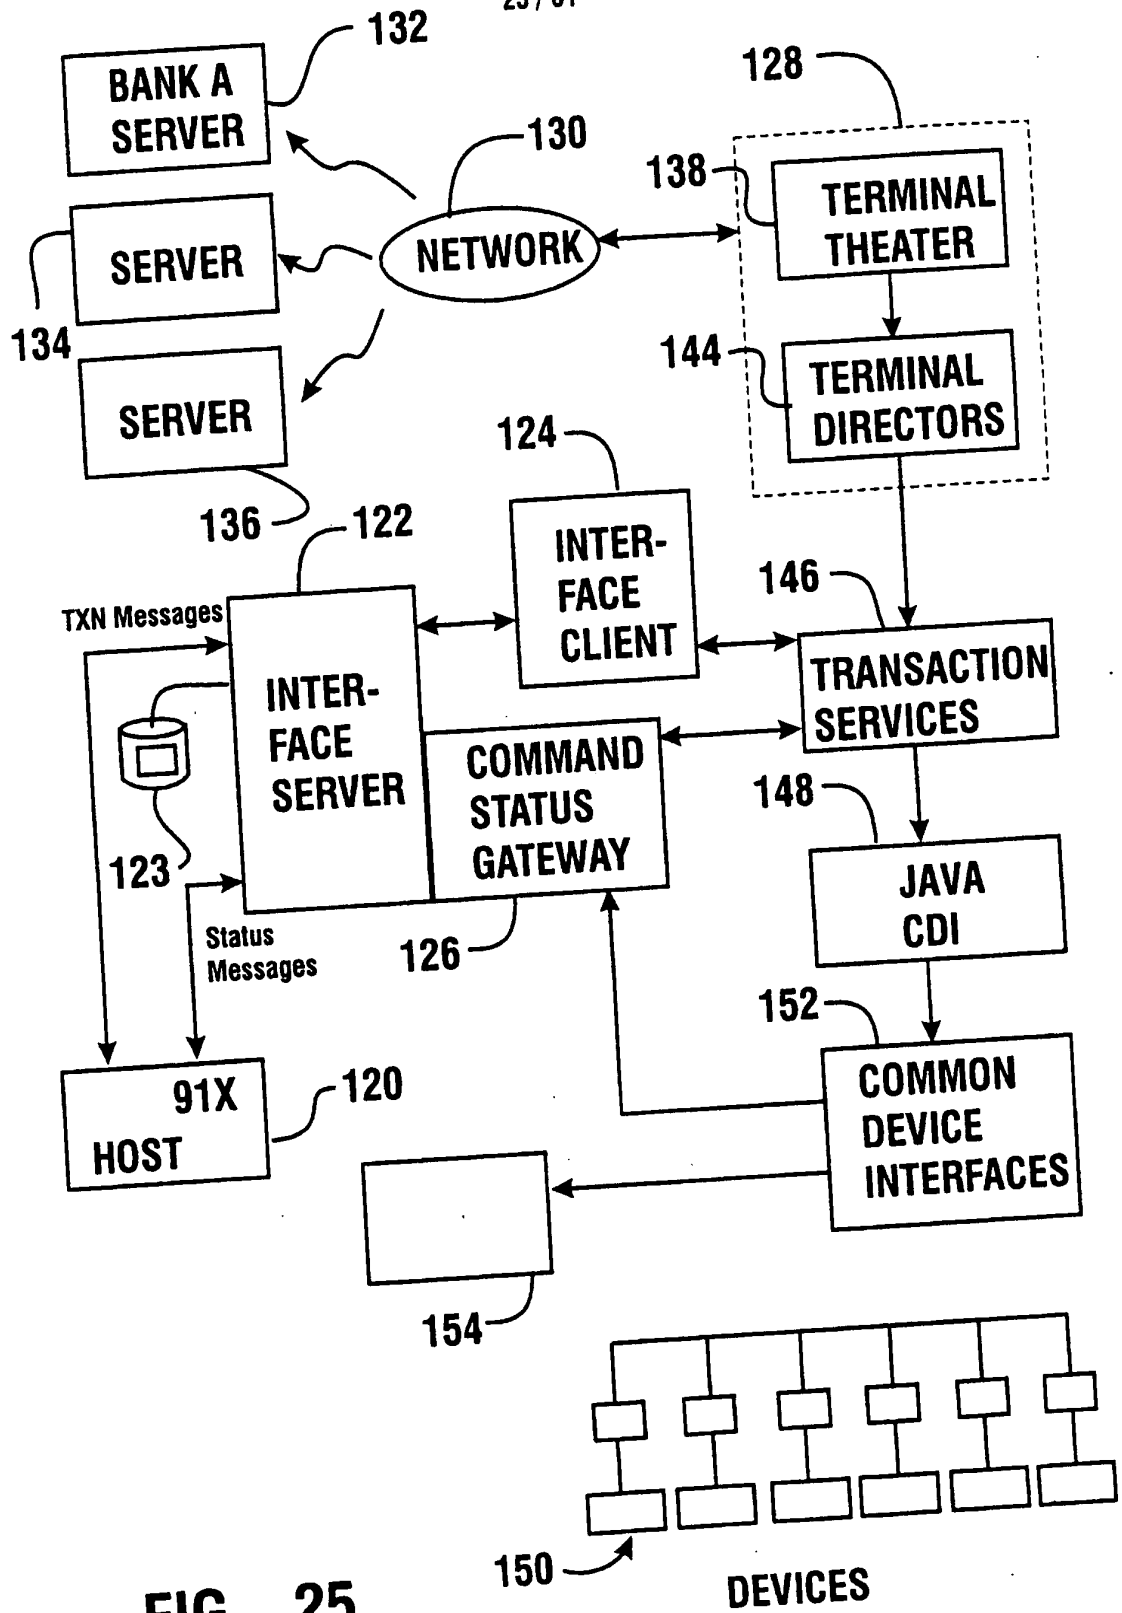 132
BANK A
SERVER
128
130
138
TERMINAL
THEATER
NETWORK
SERVER
134
144
TERMINAL
DIRECTORS
SERVER
124
136
122
INTER-
FACE
CLIENT
146
TXN Messages
TRANSACTION
SERVICES
INTER-
FACE
SERVER
COMMAND
STATUS
GATEWAY
148
123
JAVA
CDI
Status
Messages
126
152
91X
HOST
120
COMMON
DEVICE
INTERFACES
154
150
DEVICES
FIG. 25